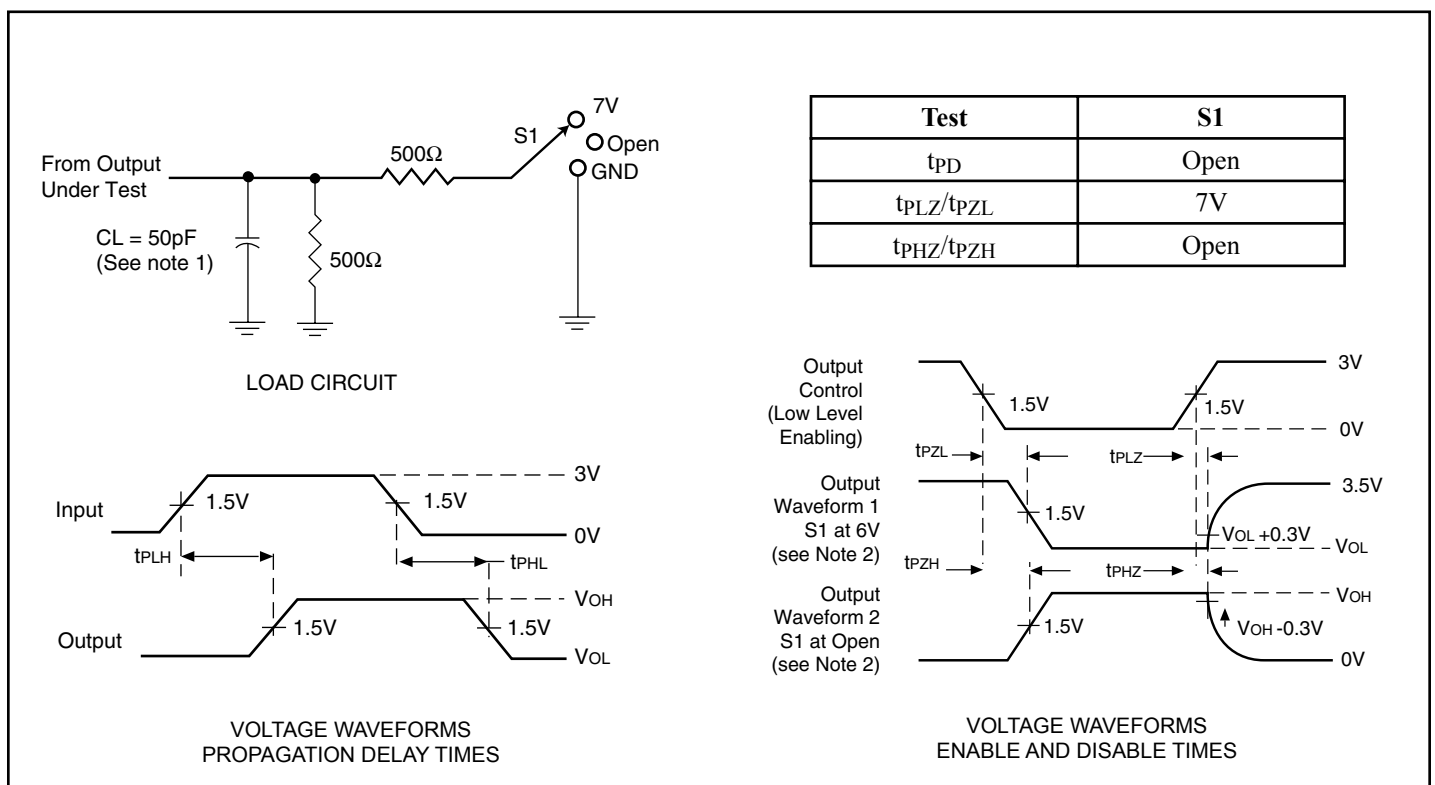 7V
S1
Open
GND
500Ω
From Output
Under Test
CL = 50pF
(See note 1)
500Ω
LOAD CIRCUIT
Test S1
tPD Open
tPLZ/tPZL 7V
tPHZ/tPZH Open
Input
1.5V
1.5V
3V
0V
tPLH
tPHL
Output
1.5V
1.5V
VOH
VOL
VOLTAGE WAVEFORMS
PROPAGATION DELAY TIMES
Output
Control
(Low Level
Enabling)
1.5V
1.5V
3V
0V
tPZL
tPLZ
Output
Waveform 1
S1 at 6V
(see Note 2)
1.5V
3.5V
VOL +0.3V
VOL
tPZH
tPHZ
Output
Waveform 2
S1 at Open
(see Note 2)
1.5V
VOH
VOH -0.3V
0V
VOLTAGE WAVEFORMS
ENABLE AND DISABLE TIMES